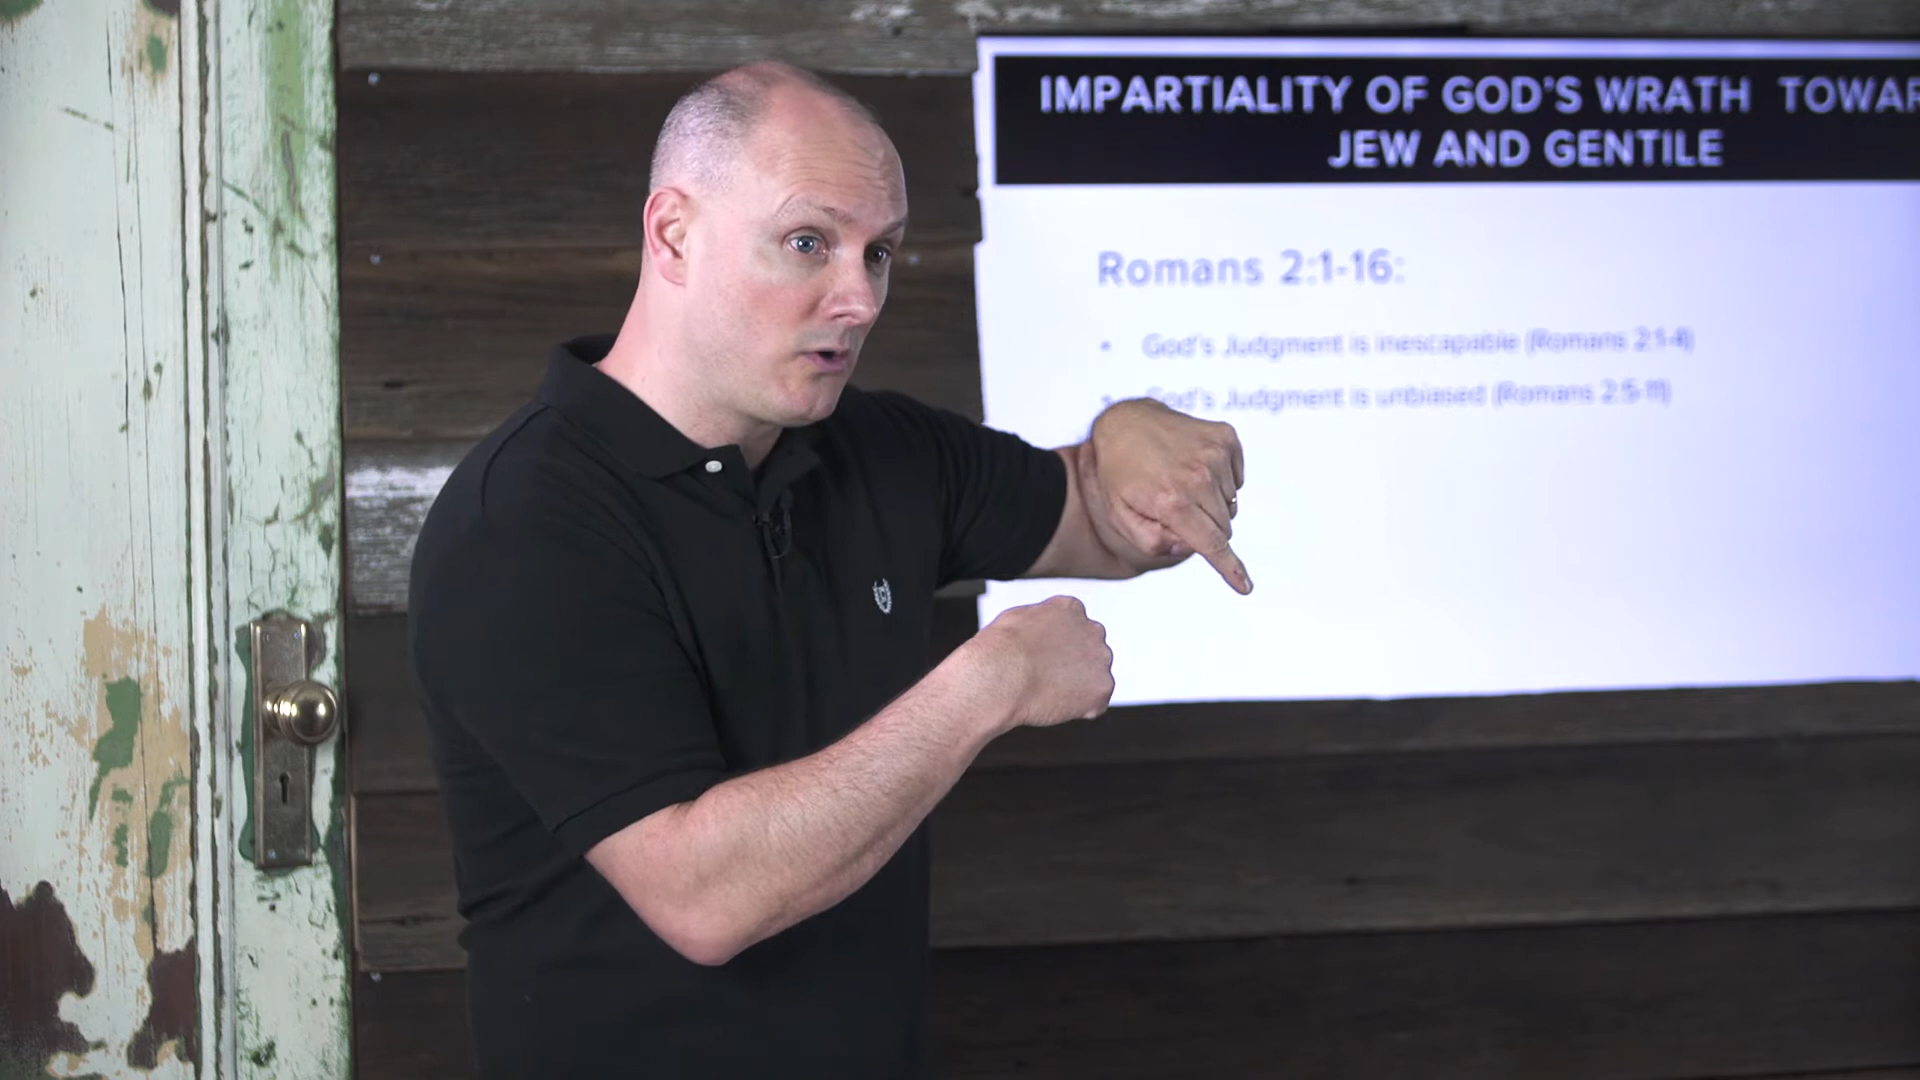 IMPARTIALITY OF GOD'S WRATH TOWAR
JEW AND GENTILE
Romans 2:1-16:
• God's Judgment is inescapable (Romans 2:1-4)
• God's Judgment is unbiased (Romans 2:5-11)